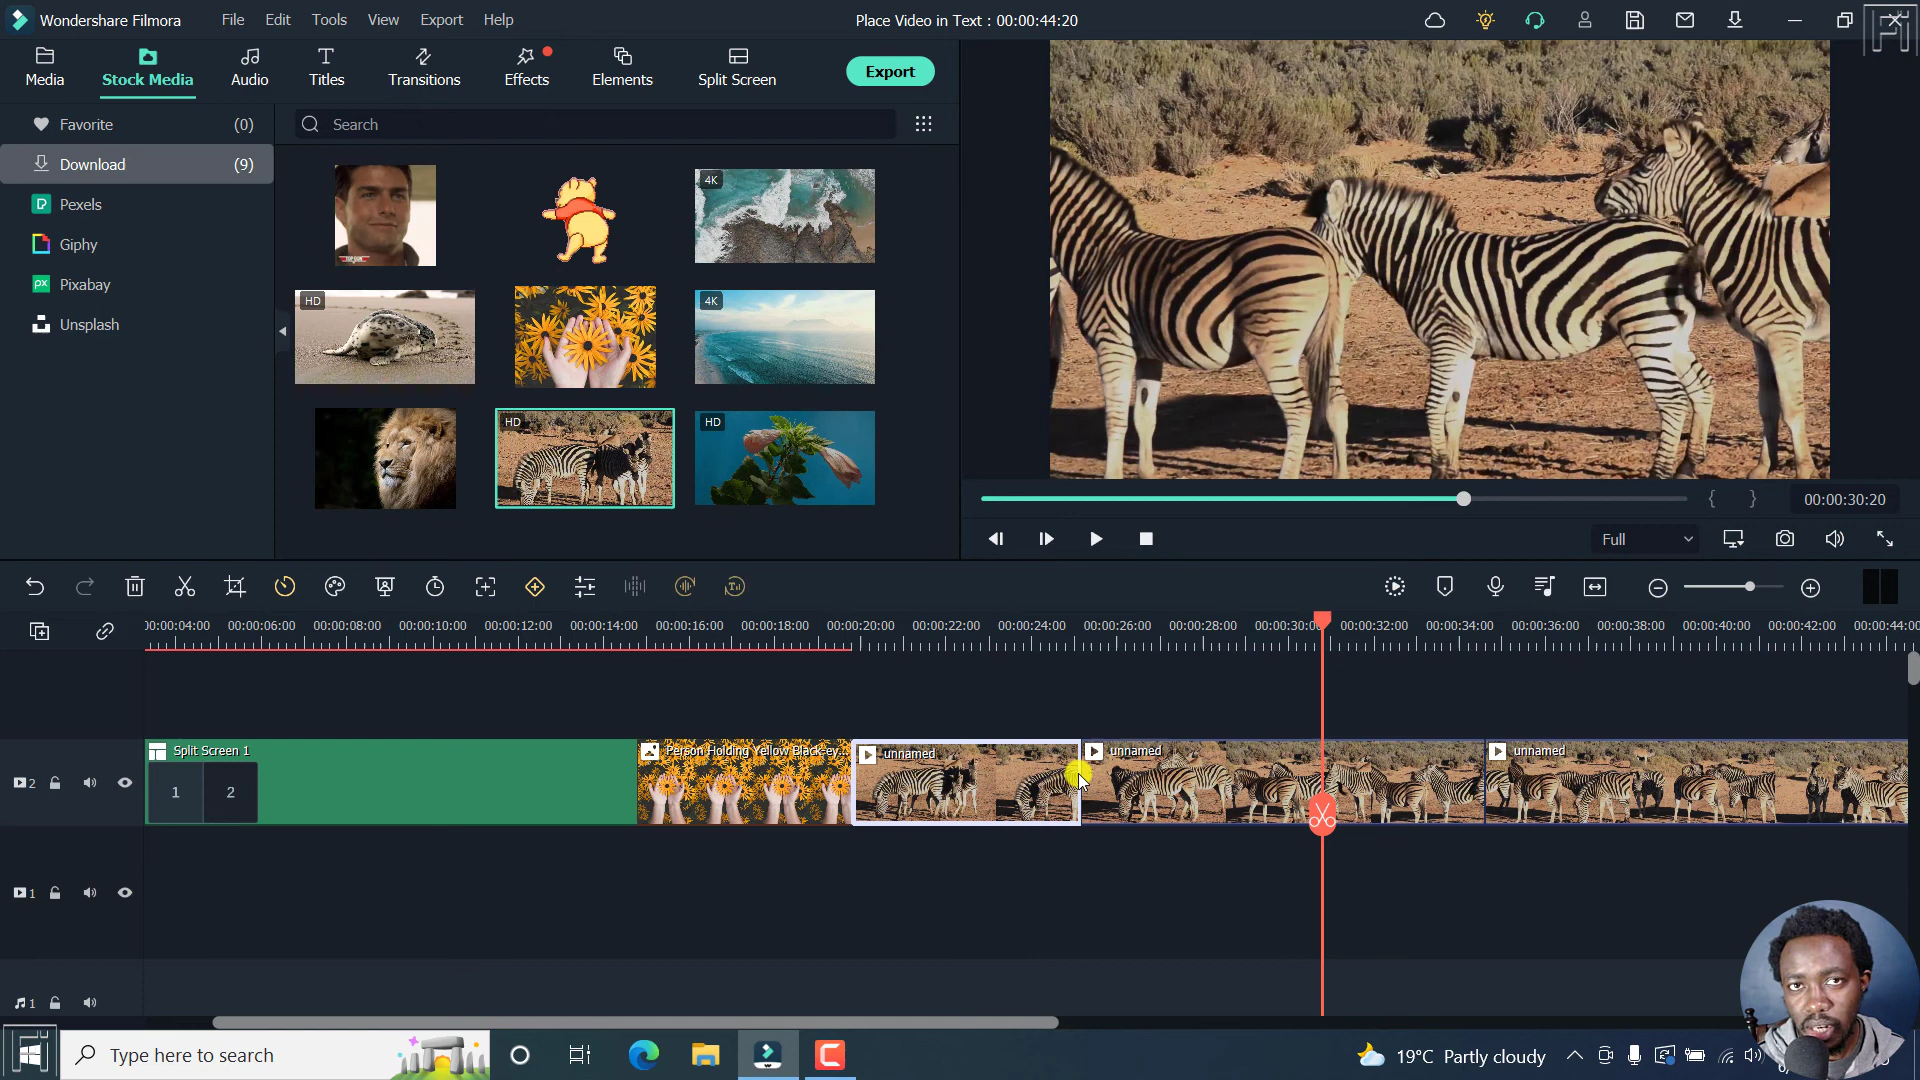 Wondershare Filmora File Edit Tools View Export Help Place Video in Text : 00:00:44:20
Media Stock Media Audio Titles Transitions Effects Elements Split Screen Export
Favorite (0)
Download (9)
Pexels
Giphy
Pixabay
Unsplash
Search
4K
HD 4K
HD HD
00:00:30:20
Full
00:00:04:00 00:00:06:00 00:00:08:00 00:00:10:00 00:00:12:00 00:00:14:00 00:00:16:00 00:00:18:00 00:00:20:00 00:00:22:00 00:00:24:00 00:00:26:00 00:00:28:00 00:00:30:00 00:00:32:00 00:00:34:00 00:00:36:00 00:00:38:00 00:00:40:00 00:00:42:00 00:00:44:00
Split Screen 1 Person Holding Yellow Black-ey... unnamed unnamed unnamed
2 1 2
1
1
Type here to search 19°C Partly cloudy